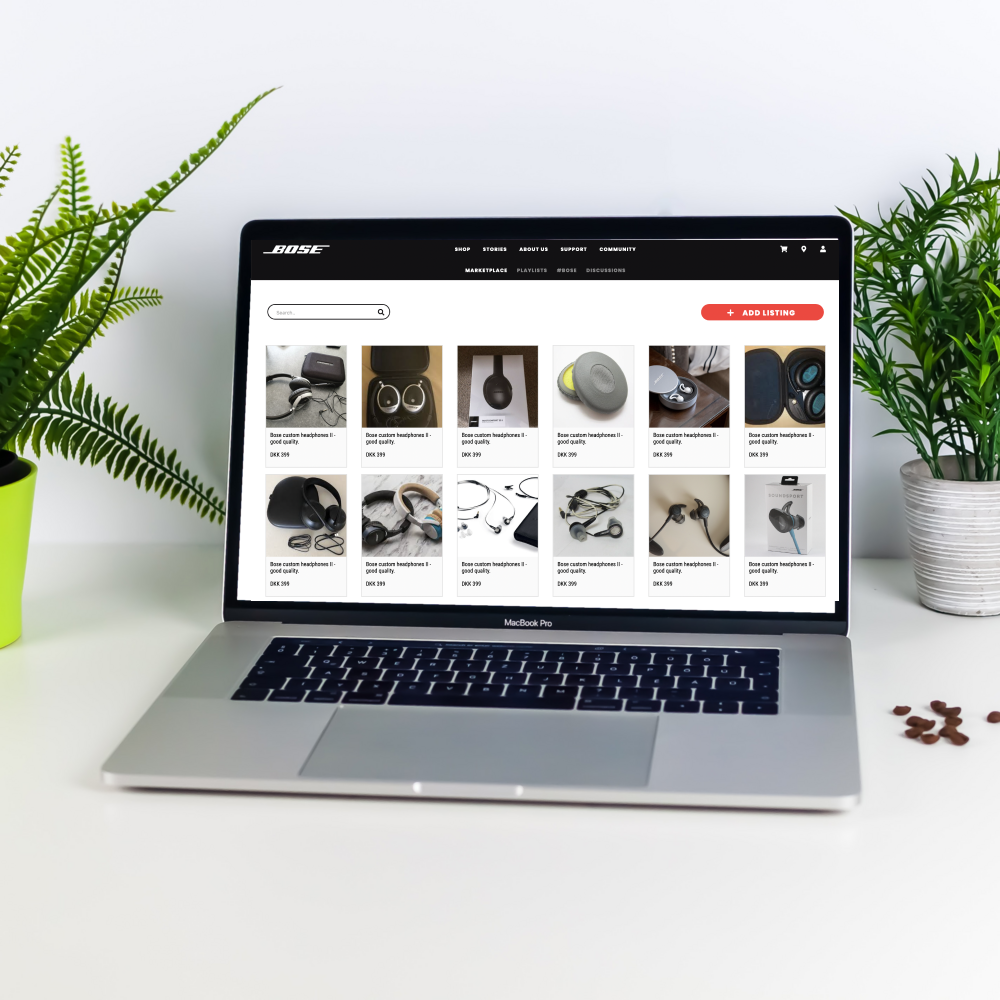 BOSE
SHOP STORIES ABOUT US SUPPORT COMMUNITY
MARKETPLACE PLAYLISTS #BOSE DISCUSSIONS
Search...
+ ADD LISTING
Bose custom headphones II -
good quality.
DKK 399
Bose custom headphones II -
good quality.
DKK 399
Bose custom headphones II -
good quality.
DKK 399
Bose custom headphones II -
good quality.
DKK 399
Bose custom headphones II -
good quality.
DKK 399
Bose custom headphones II -
good quality.
DKK 399
SOUNDSPORT
Bose custom headphones II -
good quality.
DKK 399
Bose custom headphones II -
good quality.
DKK 399
Bose custom headphones II -
good quality.
DKK 399
Bose custom headphones II -
good quality.
DKK 399
Bose custom headphones II -
good quality.
DKK 399
Bose custom headphones II -
good quality.
DKK 399
MacBook Pro